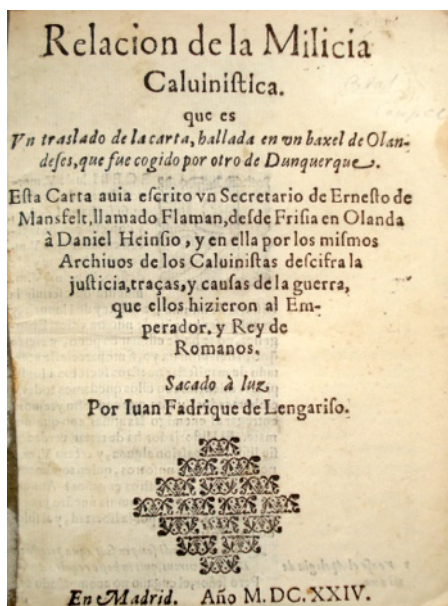 Relacion de la Milicia
Caluiniſtica.
que es
Vn traslado de la carta, hallada en vn baxel de Olan-
deſes, que fue cogido por otro de Dunquerque.
Eſta Carta auia eſcrito vn Secretario de Erneſto de
Mansfelt, llamado Flaman, deſde Friſia en Olanda
à Daniel Heinſio, y en ella por los miſmos
Archiuos de los Caluiniſtas deſcifra la
juſticia, traças, y cauſas de la guerra,
que ellos hizieron al Em-
perador. y Rey de
Romanos.
Sacado à luz
Por Iuan Fadrique de Lengariſo.
En Madrid. Año M. DC. XXIV.